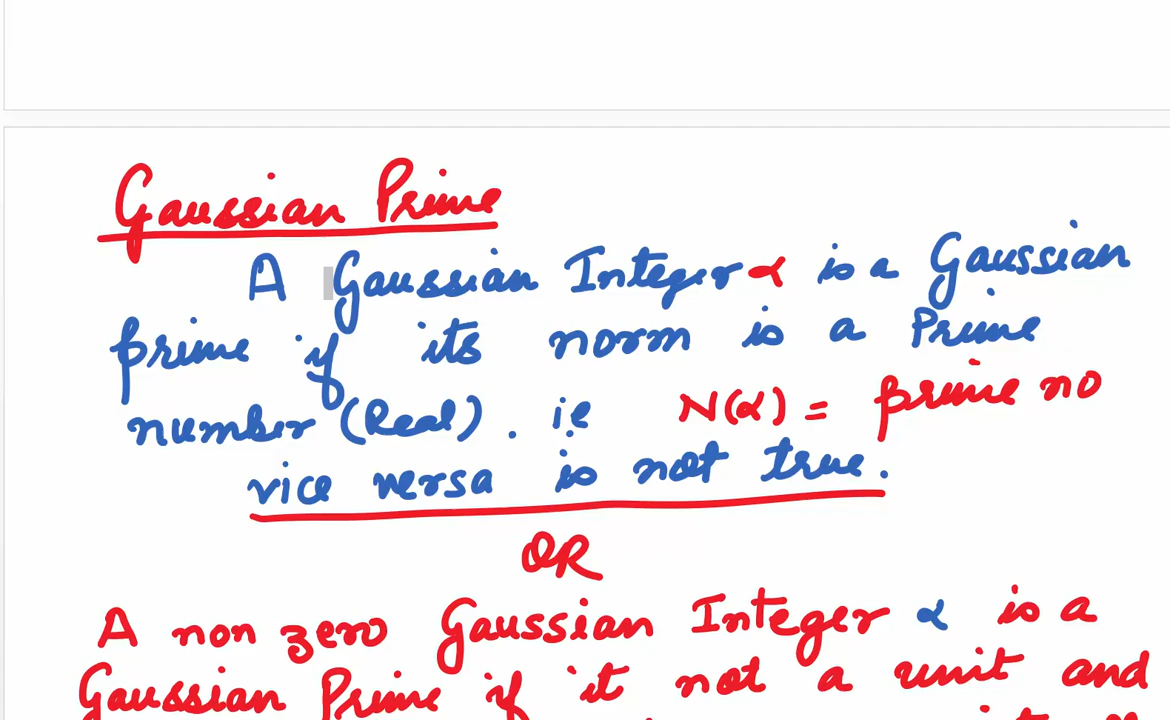 Gaussian Prime
A Gaussian Integer α is a Gaussian
prime if its norm is a Prime
number (Real). i.e N(α) = prime no
vice versa is not true.
OR
A non zero Gaussian Integer α is a
Gaussian Prime if it not a unit and